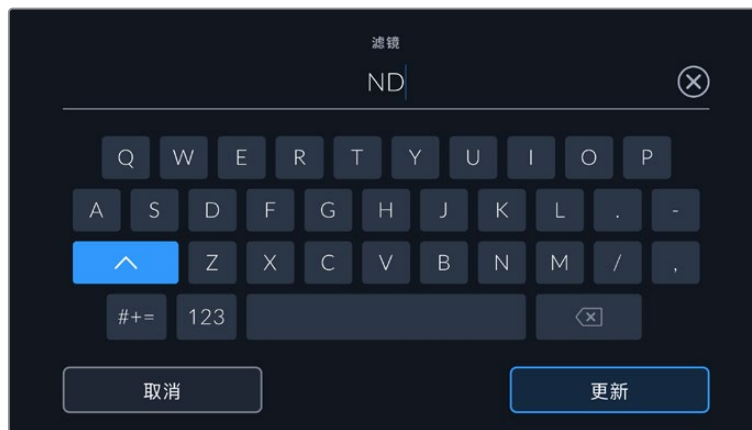 滤镜
ND
Q W E R T Y U I O P
A S D F G H J K L . -
Z X C V B N M / ,
#+= 123
取消 更新